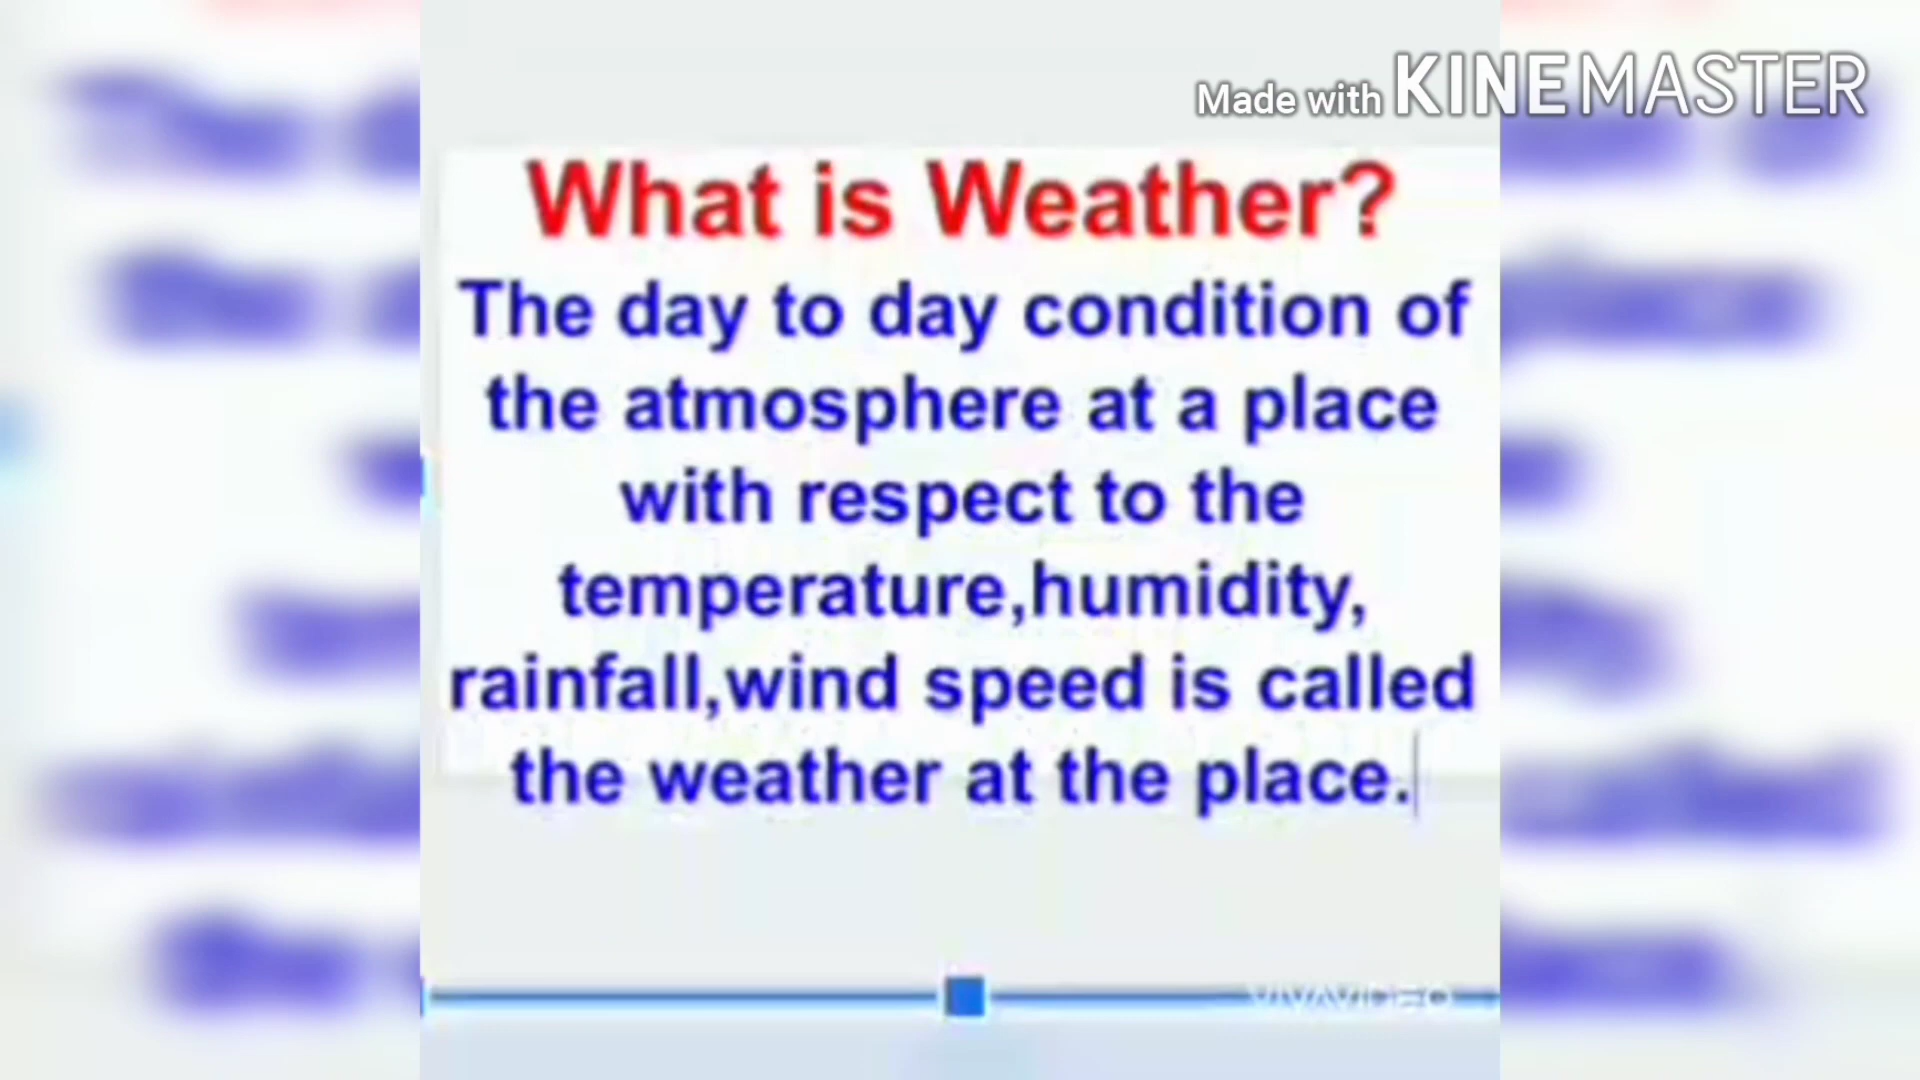 Made with KINEMASTER
What is Weather?
The day to day condition of
the atmosphere at a place
with respect to the
temperature,humidity,
rainfall,wind speed is called
the weather at the place.
VIVAVIDEO